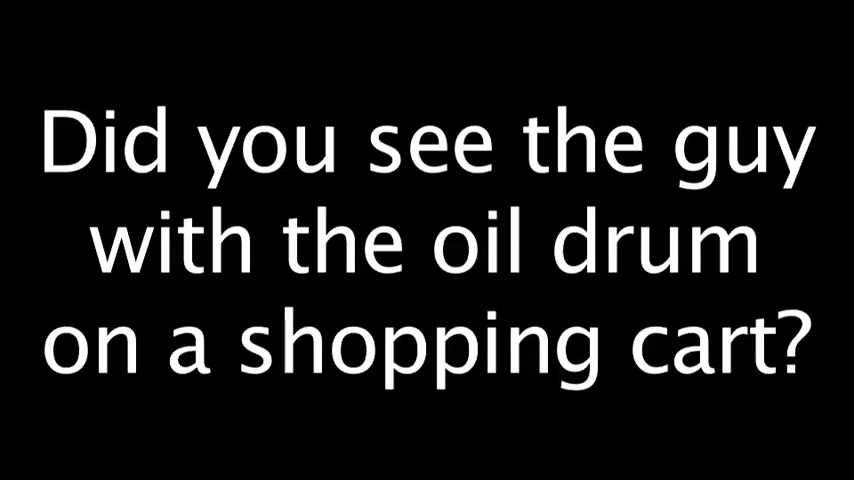 Did you see the guy
with the oil drum
on a shopping cart?